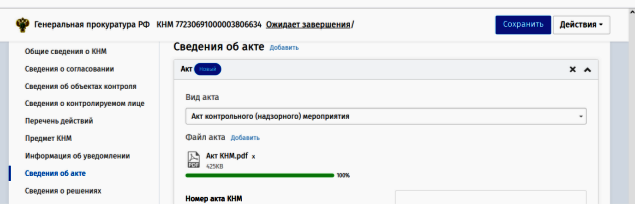 Генеральная прокуратура РФ КНМ 77230691000003806634 Ожидает завершения/ Сохранить Действия
Общие сведения о КНМ
Сведения о согласовании
Сведения об объектах контроля
Сведения о контролируемом лице
Перечень действий
Предмет КНМ
Информация об уведомлении
Сведения об акте
Сведения о решениях
Сведения об акте Добавить
Акт Новый
Вид акта
Акт контрольного (надзорного) мероприятия
Файл акта Добавить
Акт КНМ.pdf x
425KB
100%
Номер акта КНМ